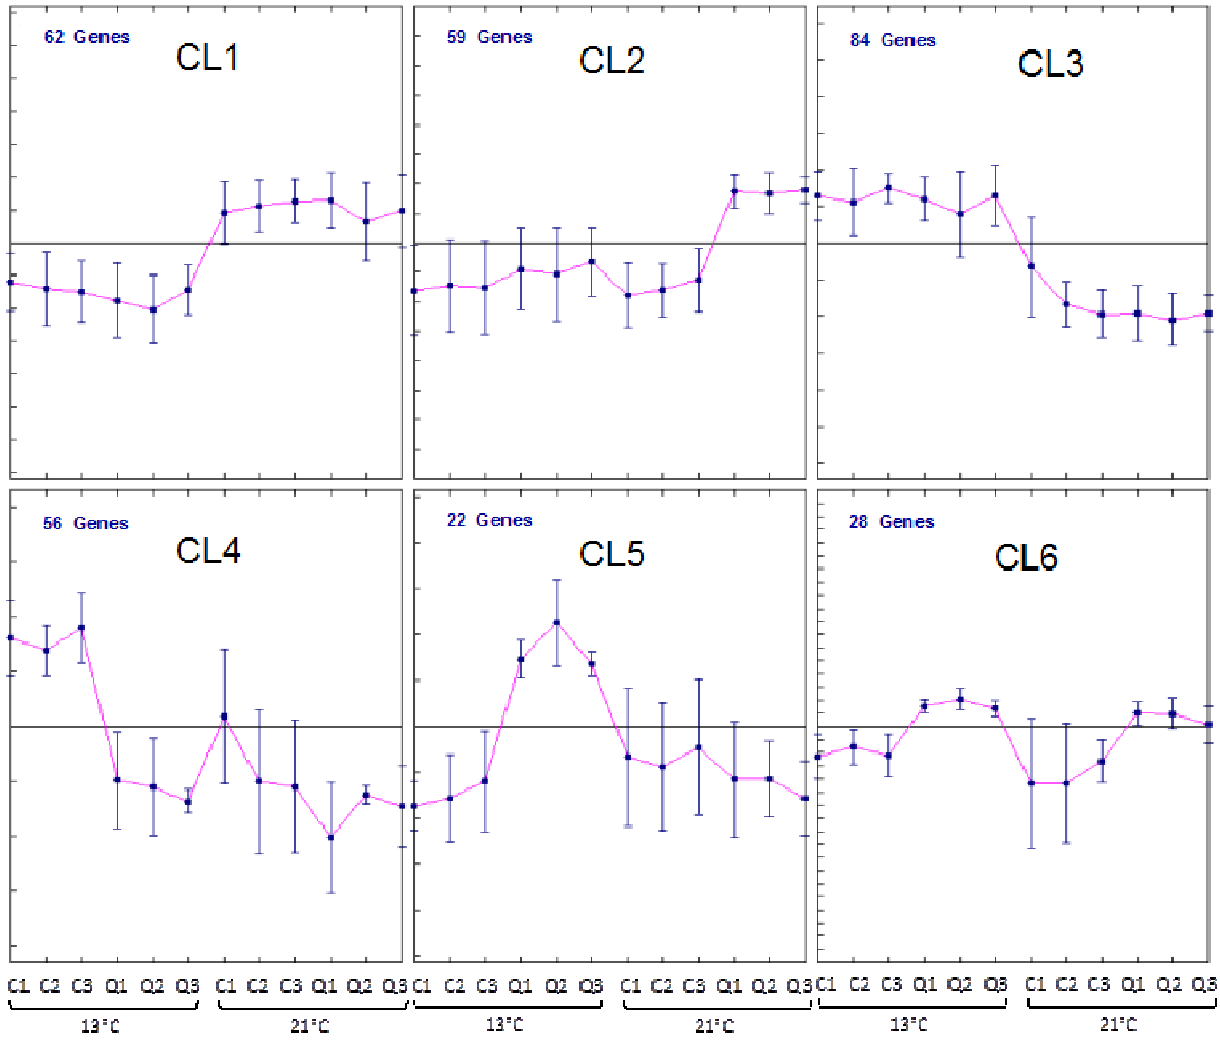 62 Genes
CL1
59 Genes
CL2
84 Genes
CL3
56 Genes
CL4
22 Genes
CL5
28 Genes
CL6
C1 C2 C3 Q1 Q2 Q3 C1 C2 C3 Q1 Q2 Q3 C1 C2 C3 Q1 Q2 Q3 C1 C2 C3 Q1 Q2 Q3 C1 C2 C3 Q1 Q2 Q3 C1 C2 C3 Q1 Q2 Q3
13°C 21°C 13°C 21°C 13°C 21°C